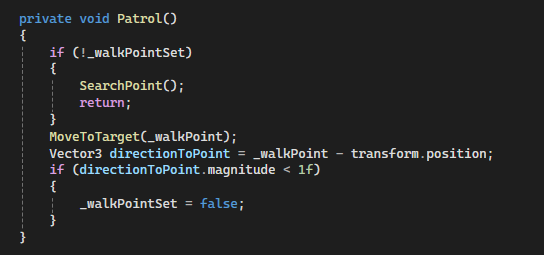 private void Patrol()
{
    if (!_walkPointSet)
    {
        SearchPoint();
        return;
    }
    MoveToTarget(_walkPoint);
    Vector3 directionToPoint = _walkPoint - transform.position;
    if (directionToPoint.magnitude < 1f)
    {
        _walkPointSet = false;
    }
}